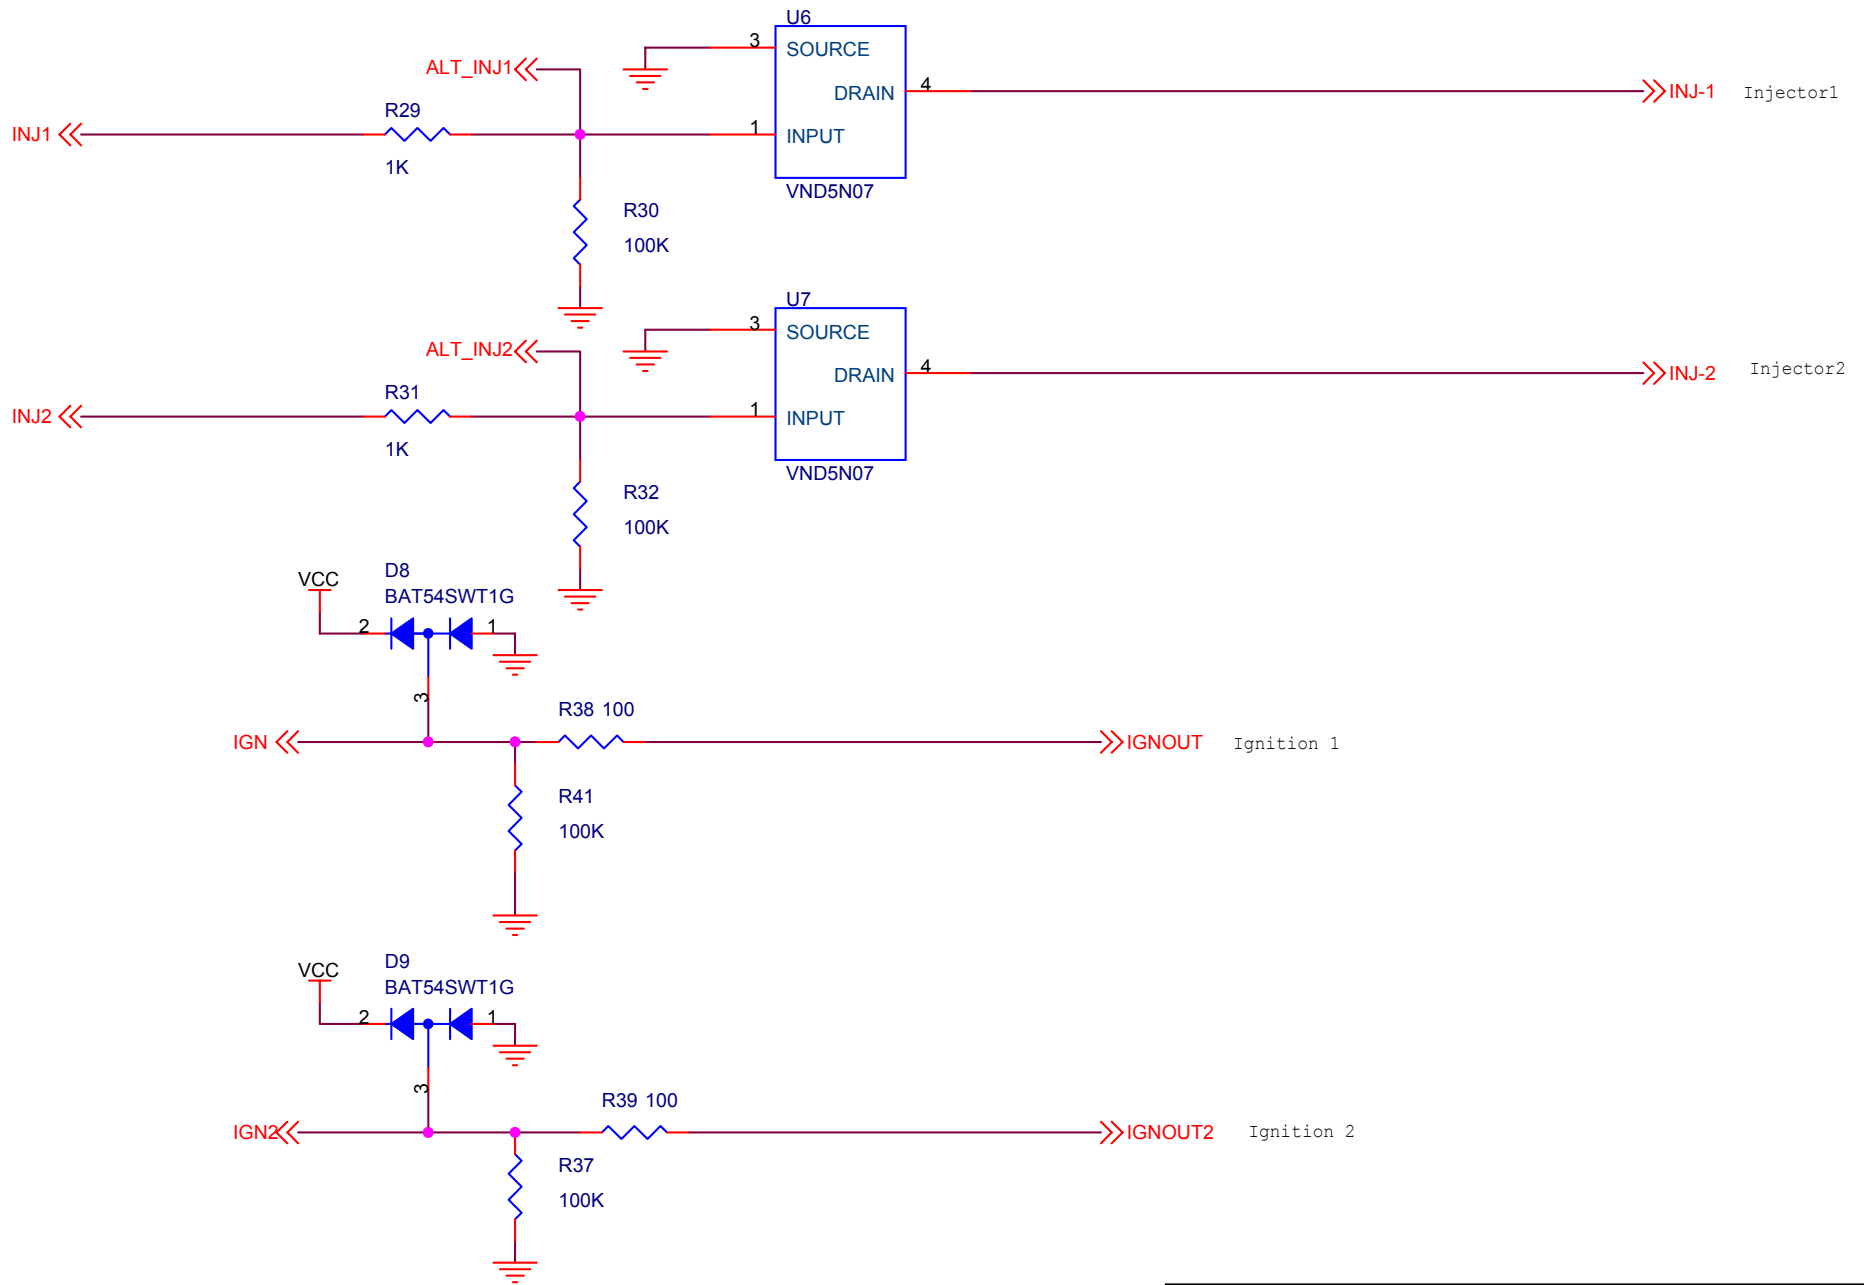 U6
3
SOURCE
ALT_INJ1
DRAIN
4
INJ-1
Injector1
R29
INJ1
1
INPUT
1K
VND5N07
R30
100K
U7
3
SOURCE
ALT_INJ2
DRAIN
4
INJ-2
Injector2
R31
INJ2
1
INPUT
1K
VND5N07
R32
100K
D8
VCC
BAT54SWT1G
2
1
3
R38 100
IGN
IGNOUT
Ignition 1
R41
100K
D9
VCC
BAT54SWT1G
2
1
3
R39 100
IGN2
IGNOUT2
Ignition 2
R37
100K